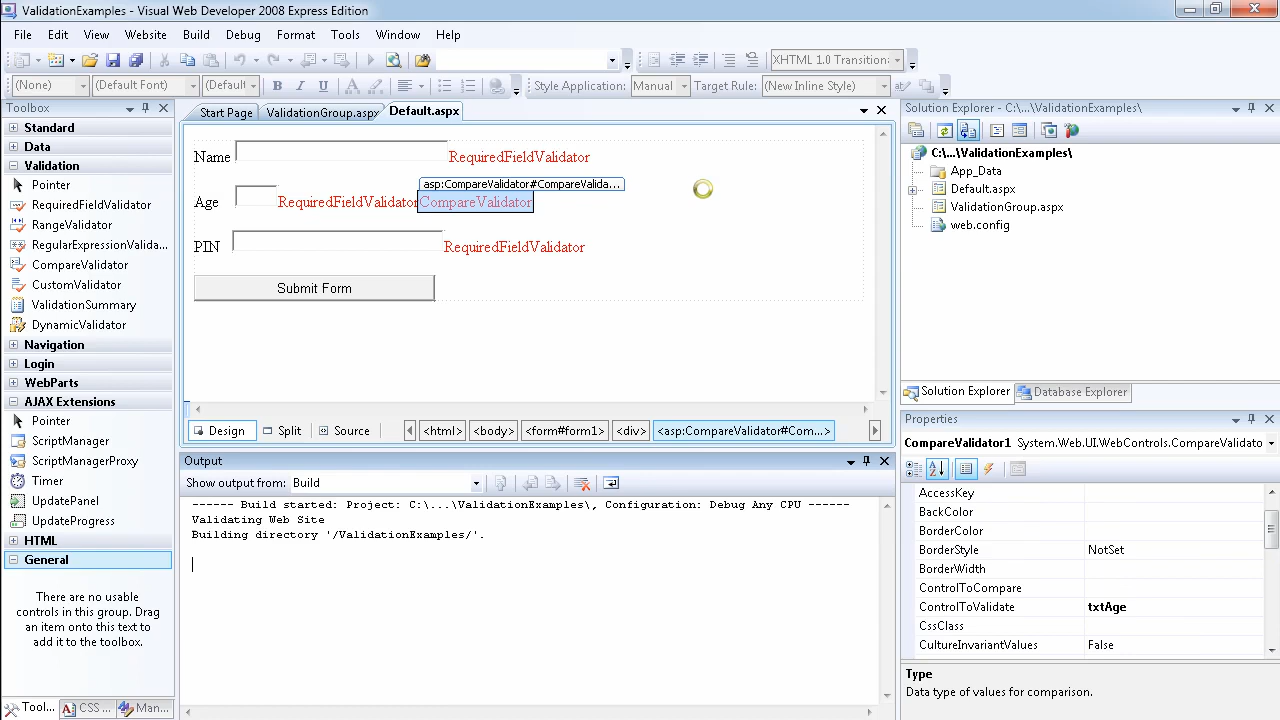 ValidationExamples - Visual Web Developer 2008 Express Edition
File Edit View Website Build Debug Format Tools Window Help
XHTML 1.0 Transition:
(None) (Default Font) (Default B I U A Style Application: Manual Target Rule: (New Inline Style)
Toolbox
Standard
Data
Validation
Pointer
RequiredFieldValidator
RangeValidator
RegularExpressionValida...
CompareValidator
CustomValidator
ValidationSummary
DynamicValidator
Navigation
Login
WebParts
AJAX Extensions
Pointer
ScriptManager
ScriptManagerProxy
Timer
UpdatePanel
UpdateProgress
HTML
General
There are no usable
controls in this group. Drag
an item onto this text to
add it to the toolbox.
Tool... CSS ... Man...
Start Page ValidationGroup.aspx Default.aspx
Name RequiredFieldValidator
asp:CompareValidator#CompareValida...
Age RequiredFieldValidator CompareValidator
PIN RequiredFieldValidator
Submit Form
Design Split Source <html> <body> <form#form1> <div> <asp:CompareValidator#Com...>
Output
Show output from: Build
------ Build started: Project: C:\...\ValidationExamples\, Configuration: Debug Any CPU ------
Validating Web Site
Building directory '/ValidationExamples/'.
Solution Explorer - C:\...\ValidationExamples\
C:\...\ValidationExamples\
App_Data
Default.aspx
ValidationGroup.aspx
web.config
Solution Explorer Database Explorer
Properties
CompareValidator1 System.Web.UI.WebControls.CompareValidato
AccessKey
BackColor
BorderColor
BorderStyle NotSet
BorderWidth
ControlToCompare
ControlToValidate txtAge
CssClass
CultureInvariantValues False
Type
Data type of values for comparison.